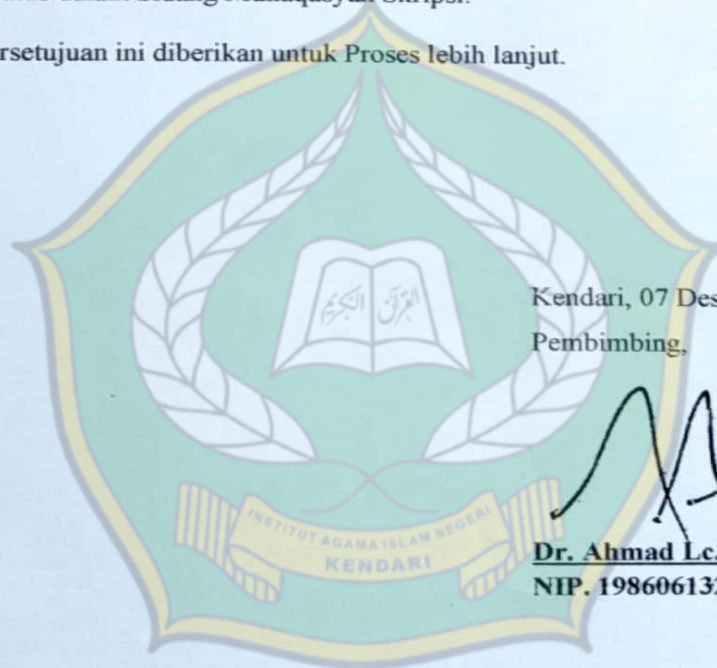 rsetujuan ini diberikan untuk Proses lebih lanjut.
القرآن الكريم
Kendari, 07 Des
Pembimbing,
INSTITUT AGAMA ISLAM NEGERI
KENDARI
Dr. Ahmad Lc.
NIP. 19860613